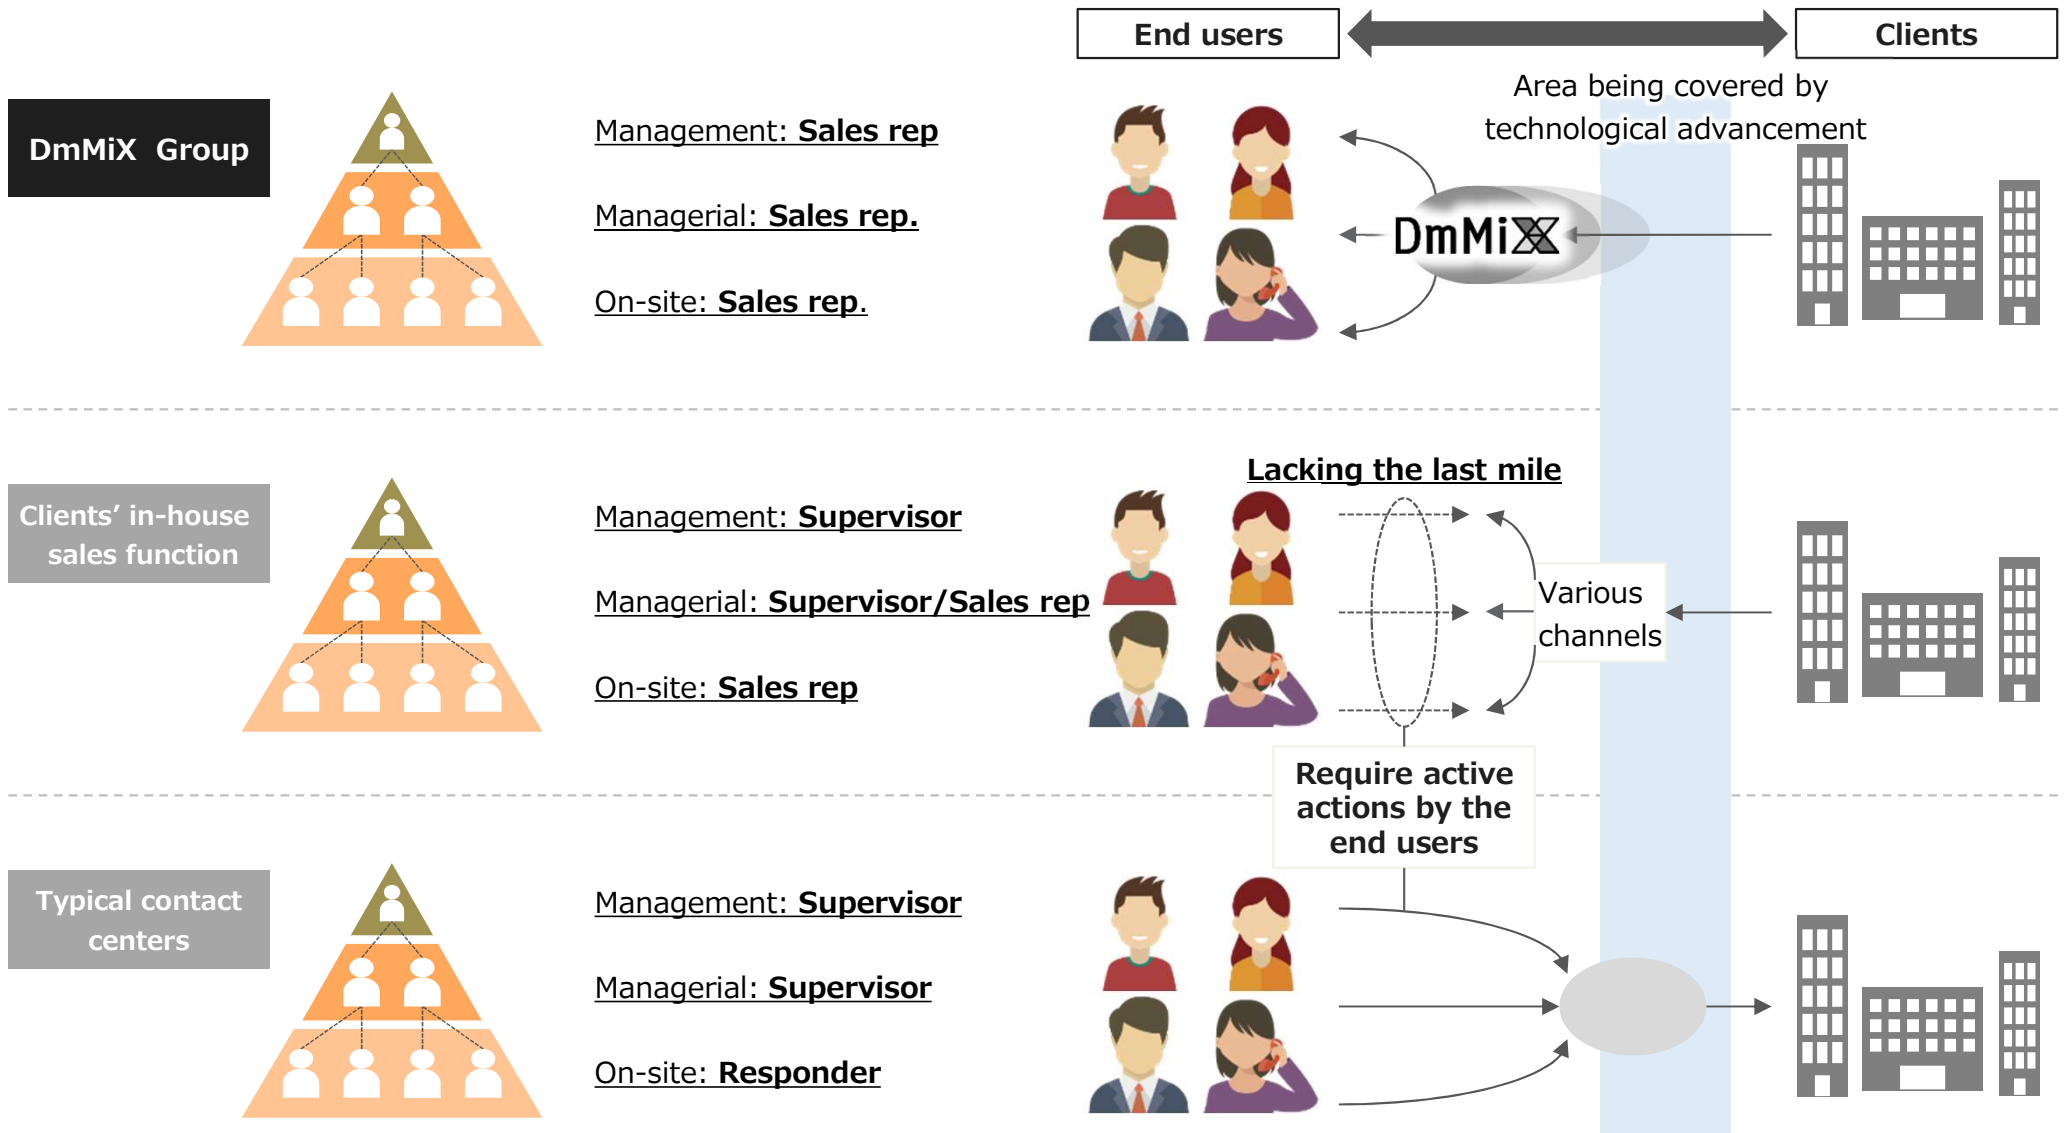 End users
Clients
Area being covered by
technological advancement
DmMiX Group
Management: Sales rep
Managerial: Sales rep.
On-site: Sales rep.
DmMiX
Clients’ in-house
sales function
Management: Supervisor
Managerial: Supervisor/Sales rep
On-site: Sales rep
Lacking the last mile
Various
channels
Require active
actions by the
end users
Typical contact
centers
Management: Supervisor
Managerial: Supervisor
On-site: Responder